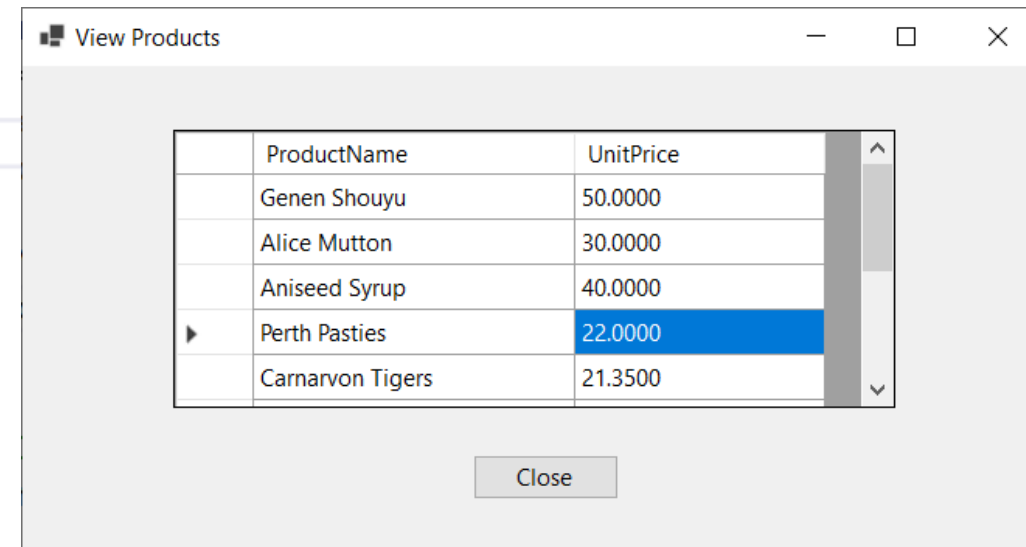 View Products
ProductName UnitPrice
Genen Shouyu 50.0000
Alice Mutton 30.0000
Aniseed Syrup 40.0000
Perth Pasties 22.0000
Carnarvon Tigers 21.3500
Close